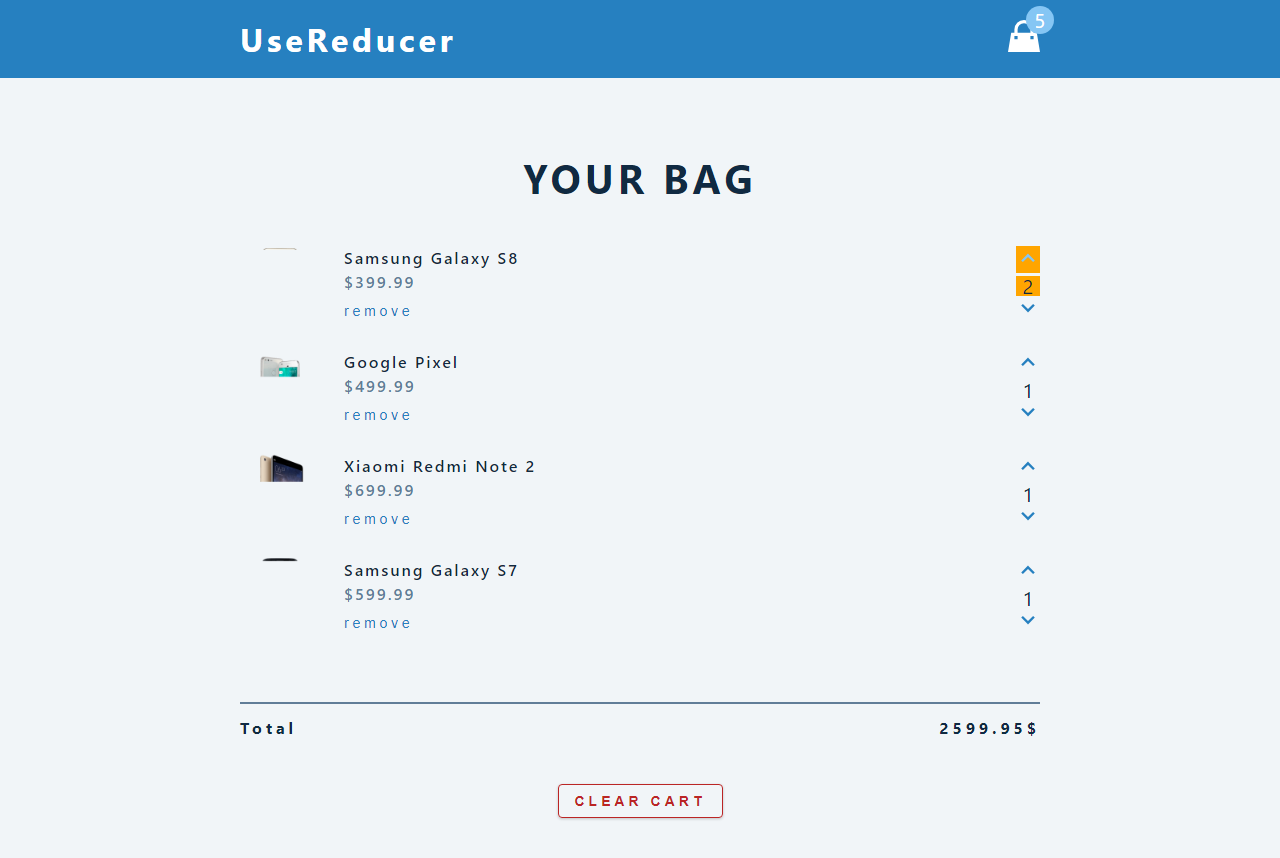 UseReducer
5
YOUR BAG
Samsung Galaxy S8
$399.99
remove
2
Google Pixel
$499.99
remove
1
Xiaomi Redmi Note 2
$699.99
remove
1
Samsung Galaxy S7
$599.99
remove
1
Total 2599.95$
CLEAR CART